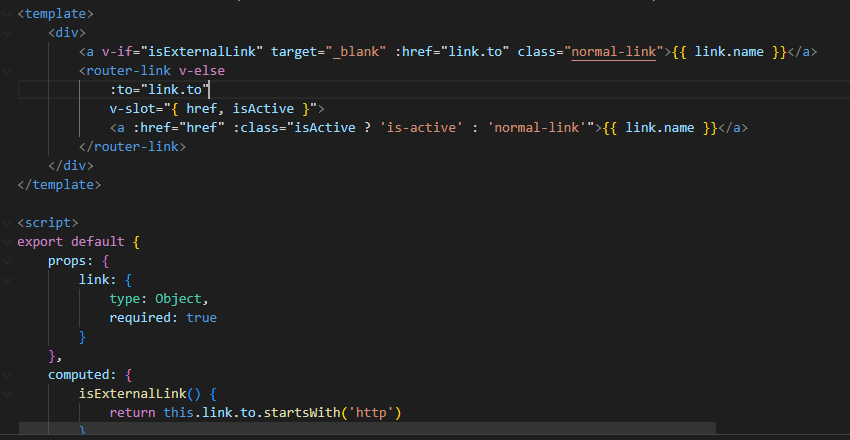 <template>
<div>
<a v-if="isExternalLink" target="_blank" :href="link.to" class="normal-link">{{ link.name }}</a>
<router-link v-else
:to="link.to"
v-slot="{ href, isActive }">
<a :href="href" :class="isActive ? 'is-active' : 'normal-link'">{{ link.name }}</a>
</router-link>
</div>
</template>
<script>
export default {
props: {
link: {
type: Object,
required: true
}
},
computed: {
isExternalLink() {
return this.link.to.startsWith('http')
}